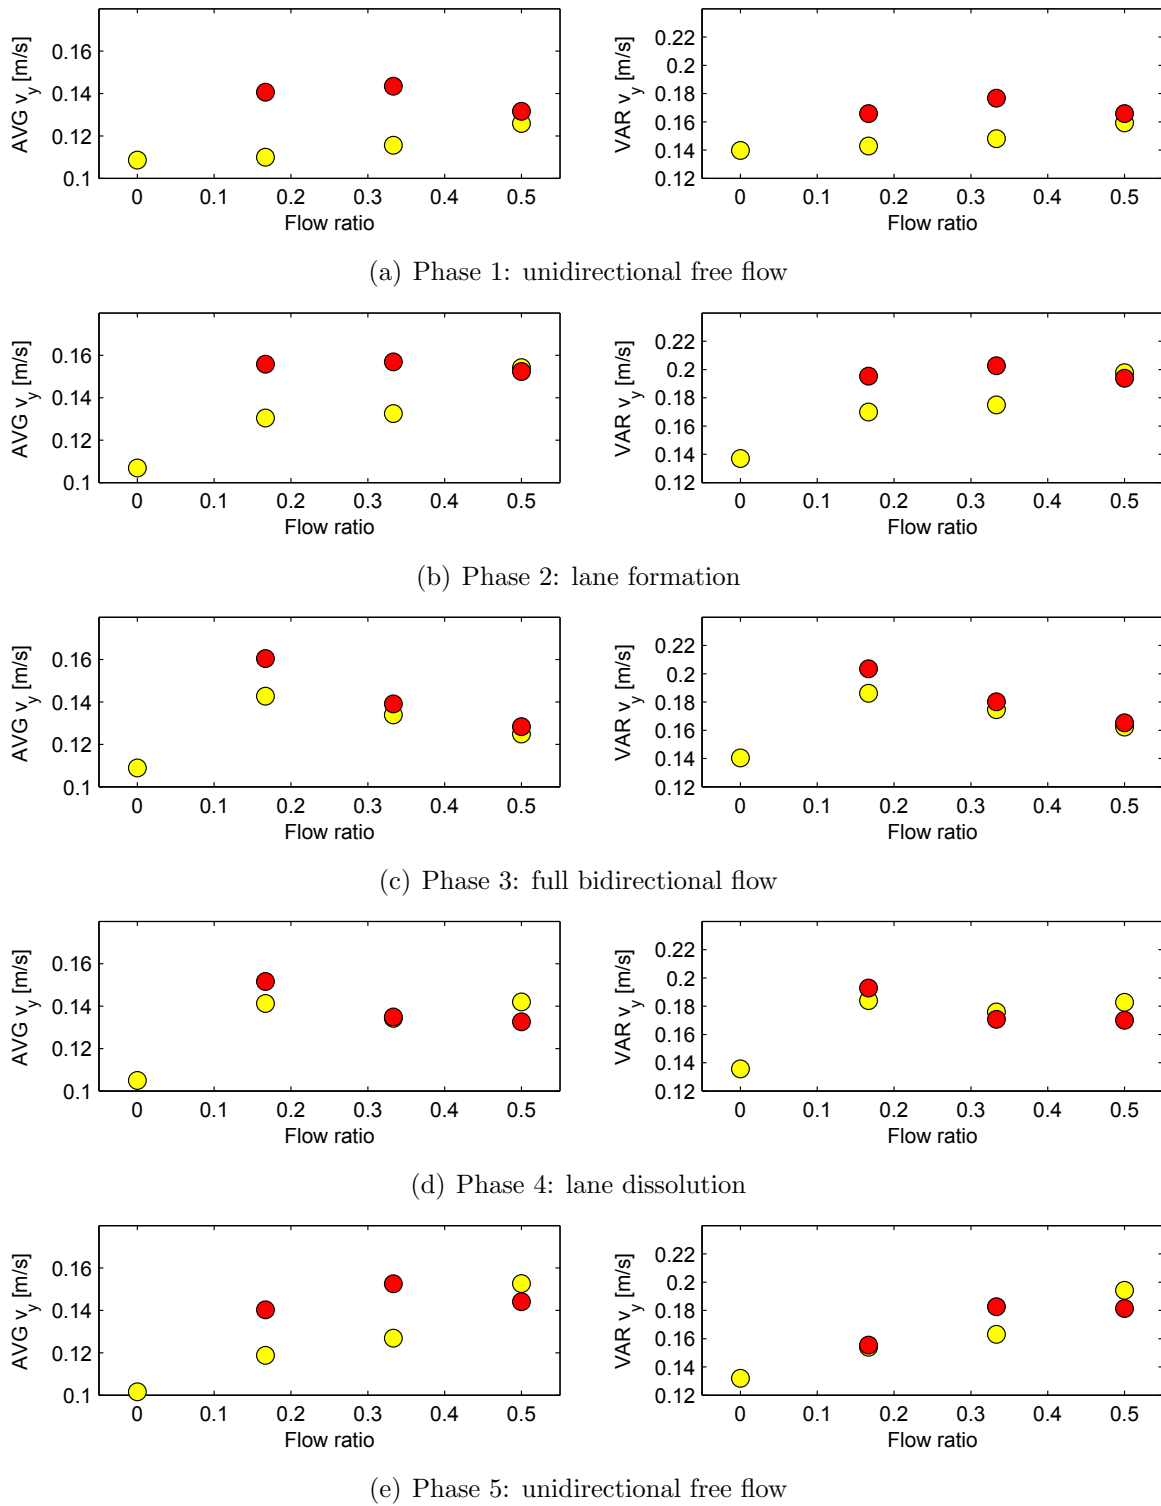 AVG v_y [m/s]
0.16
0.14
0.12
0.1
0 0.1 0.2 0.3 0.4 0.5
Flow ratio
VAR v_y [m/s]
0.22
0.2
0.18
0.16
0.14
0.12
0 0.1 0.2 0.3 0.4 0.5
Flow ratio
(a) Phase 1: unidirectional free flow
AVG v_y [m/s]
0.16
0.14
0.12
0.1
0 0.1 0.2 0.3 0.4 0.5
Flow ratio
VAR v_y [m/s]
0.22
0.2
0.18
0.16
0.14
0.12
0 0.1 0.2 0.3 0.4 0.5
Flow ratio
(b) Phase 2: lane formation
AVG v_y [m/s]
0.16
0.14
0.12
0.1
0 0.1 0.2 0.3 0.4 0.5
Flow ratio
VAR v_y [m/s]
0.22
0.2
0.18
0.16
0.14
0.12
0 0.1 0.2 0.3 0.4 0.5
Flow ratio
(c) Phase 3: full bidirectional flow
AVG v_y [m/s]
0.16
0.14
0.12
0.1
0 0.1 0.2 0.3 0.4 0.5
Flow ratio
VAR v_y [m/s]
0.22
0.2
0.18
0.16
0.14
0.12
0 0.1 0.2 0.3 0.4 0.5
Flow ratio
(d) Phase 4: lane dissolution
AVG v_y [m/s]
0.16
0.14
0.12
0.1
0 0.1 0.2 0.3 0.4 0.5
Flow ratio
VAR v_y [m/s]
0.22
0.2
0.18
0.16
0.14
0.12
0 0.1 0.2 0.3 0.4 0.5
Flow ratio
(e) Phase 5: unidirectional free flow